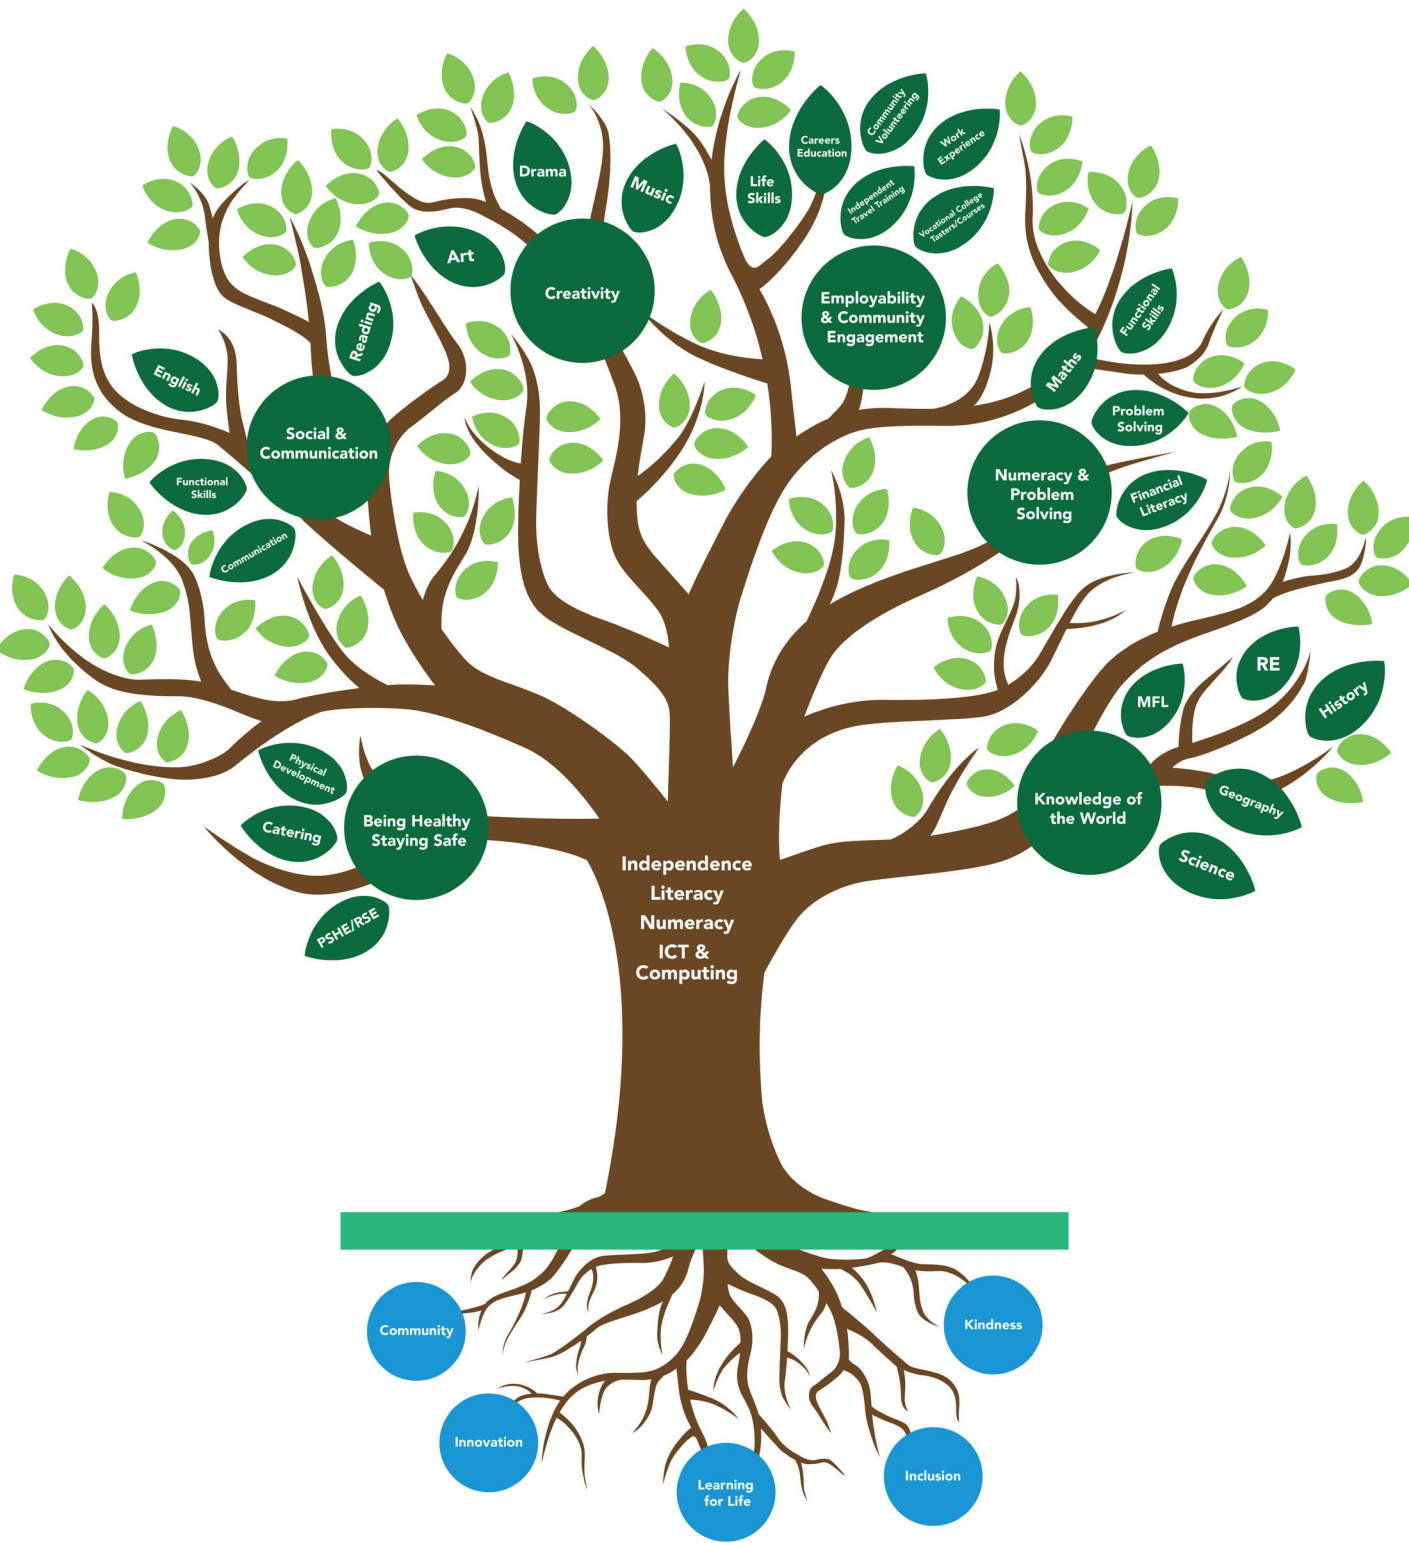 Drama
Music
Art
Creativity
Life
Skills
Careers
Education
Community
Volunteering
Work
Experience
Independent
Travel Training
Vocational College
Tasters/Courses
Employability
& Community
Engagement
Reading
English
Functional
Skills
Communication
Social &
Communication
Functional
Skills
Maths
Problem
Solving
Financial
Literacy
Numeracy &
Problem
Solving
MFL
RE
History
Geography
Science
Knowledge of
the World
Physical
Development
Catering
PSHE/RSE
Being Healthy
Staying Safe
Independence
Literacy
Numeracy
ICT &
Computing
Community
Innovation
Learning
for Life
Inclusion
Kindness